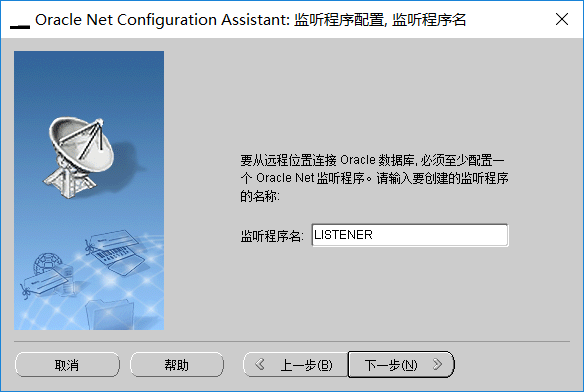 Oracle Net Configuration Assistant: 监听程序配置, 监听程序名
要从远程位置连接 Oracle 数据库, 必须至少配置一
个 Oracle Net 监听程序。请输入要创建的监听程序
的名称:
监听程序名: LISTENER
取消 帮助 上一步(B) 下一步(N)